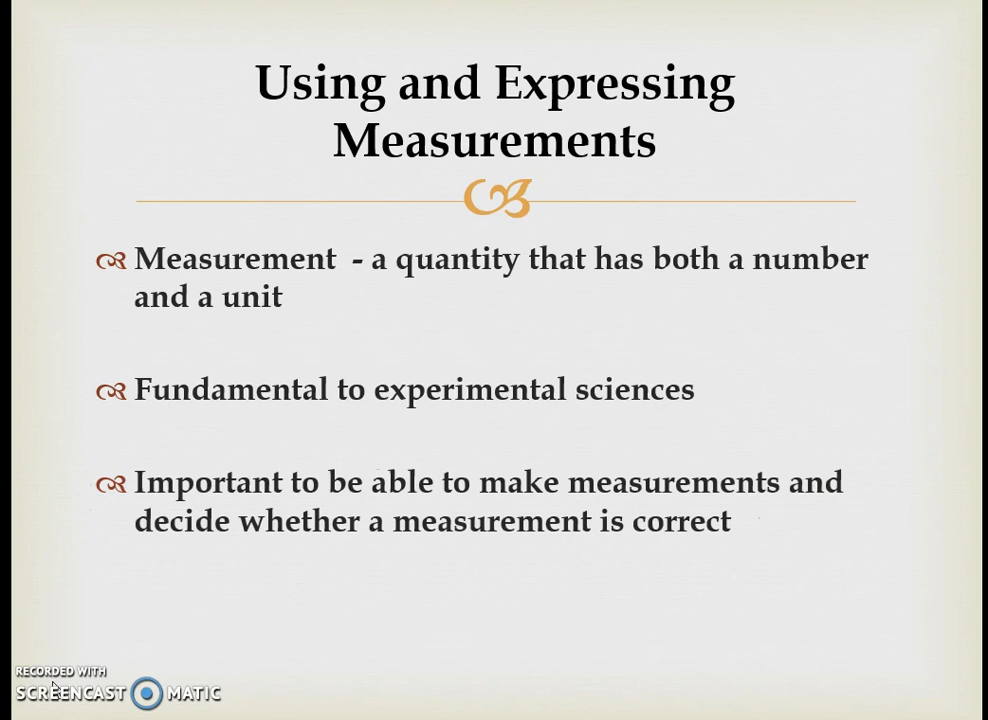 Using and Expressing
Measurements
Measurement - a quantity that has both a number
and a unit
Fundamental to experimental sciences
Important to be able to make measurements and
decide whether a measurement is correct
RECORDED WITH
SCREENCAST MATIC